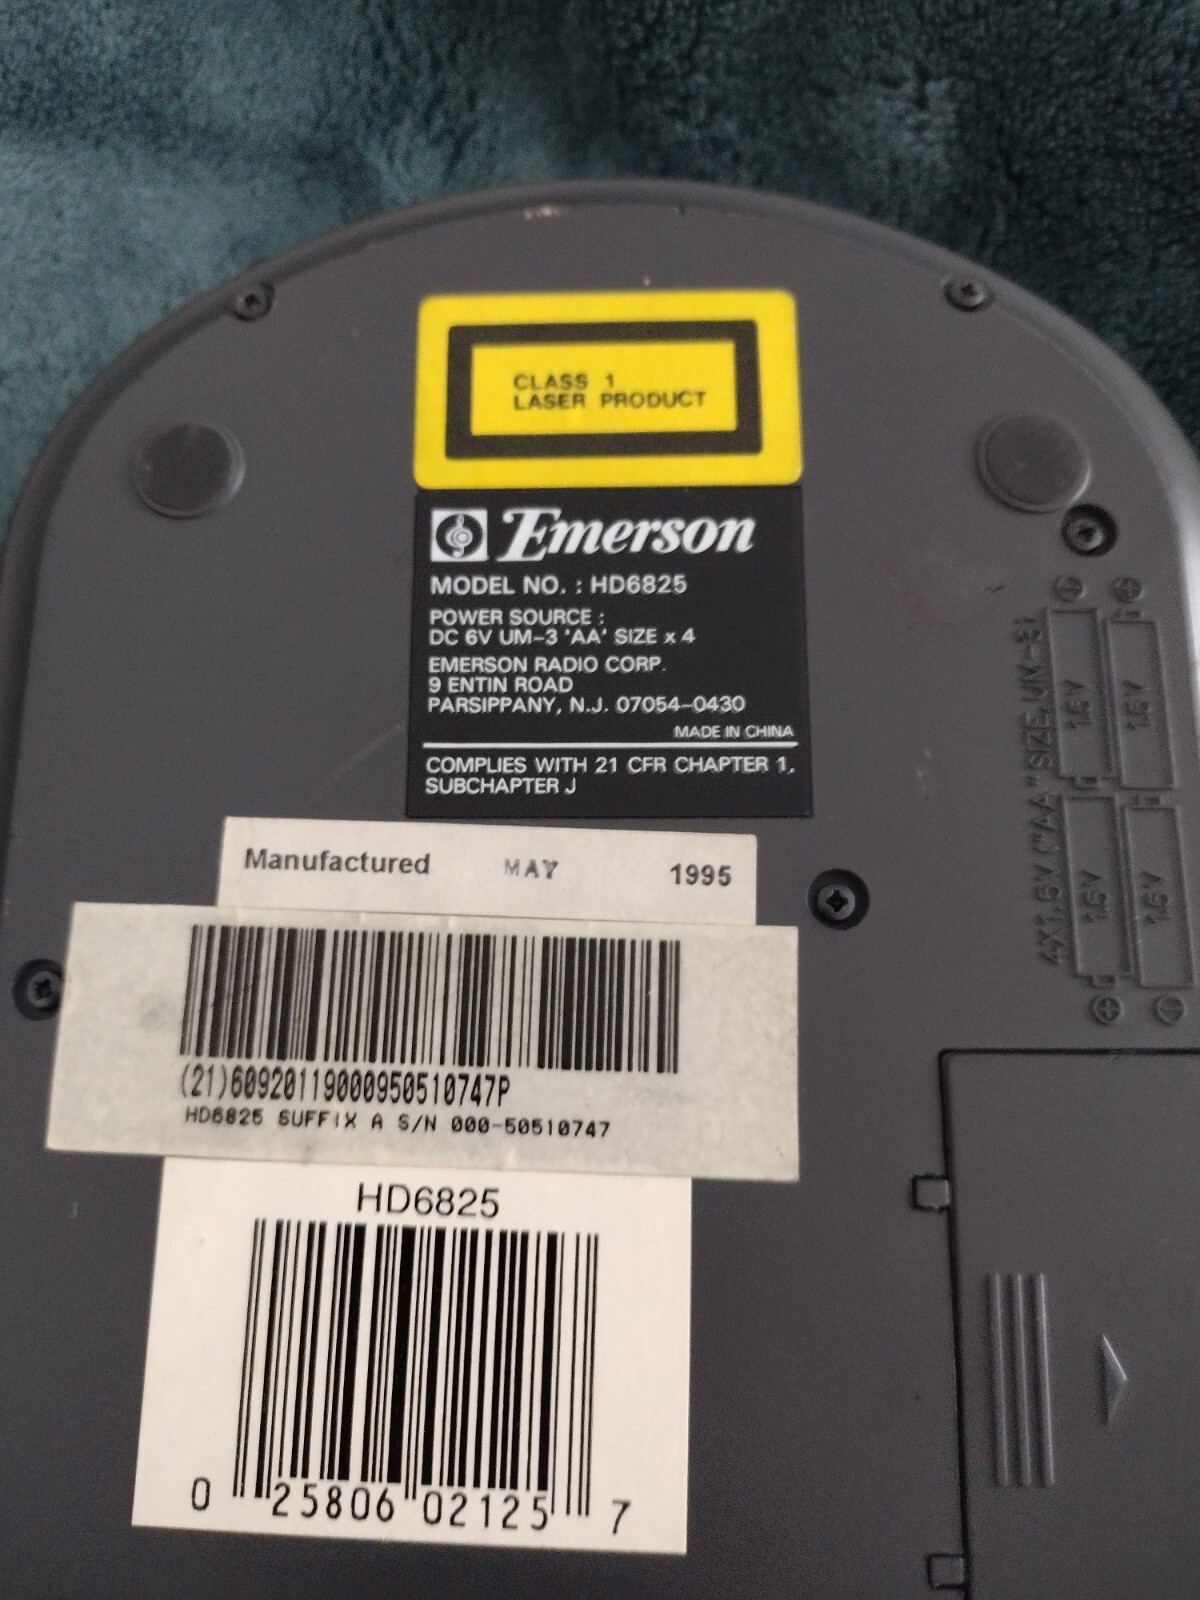 CLASS 1
LASER PRODUCT
Emerson
MODEL NO. : HD6825
POWER SOURCE :
DC 6V UM-3 'AA' SIZE x 4
EMERSON RADIO CORP.
9 ENTIN ROAD
PARSIPPANY, N.J. 07054-0430
MADE IN CHINA
COMPLIES WITH 21 CFR CHAPTER 1,
SUBCHAPTER J
4X1.5V ("AA" SIZE, UM-3)
1.5V
1.5V
1.5V
1.5V
Manufactured MAY 1995
(21)60920119000950510747P
HD6825 SUFFIX A S/N 000-50510747
HD6825
0 25806 02125 7